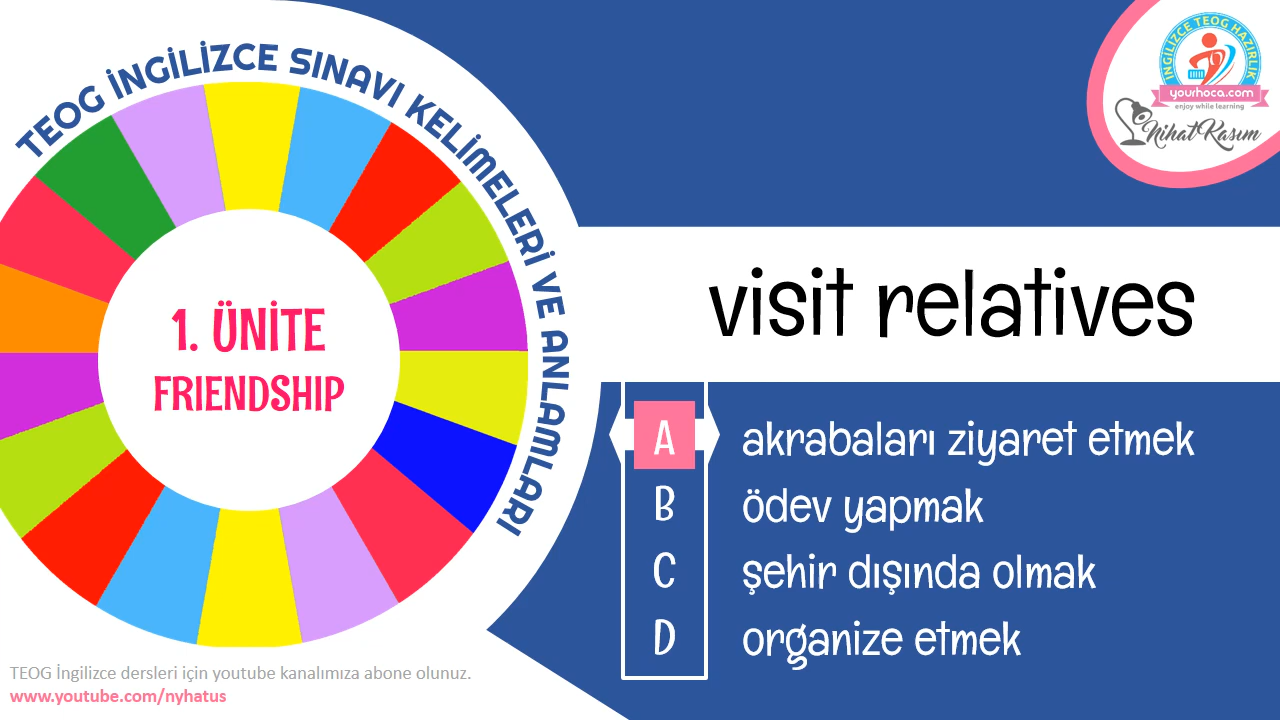 TEOG İNGİLİZCE SINAVI KELİMELERİ VE ANLAMLARI
İNGİLİZCE TEOG HAZIRLIK
yourhoca.com
enjoy while learning
Nihat Kasım
1. ÜNİTE
FRIENDSHIP
visit relatives
A akrabaları ziyaret etmek
B ödev yapmak
C şehir dışında olmak
D organize etmek
TEOG İngilizce dersleri için youtube kanalımıza abone olunuz.
www.youtube.com/nyhatus